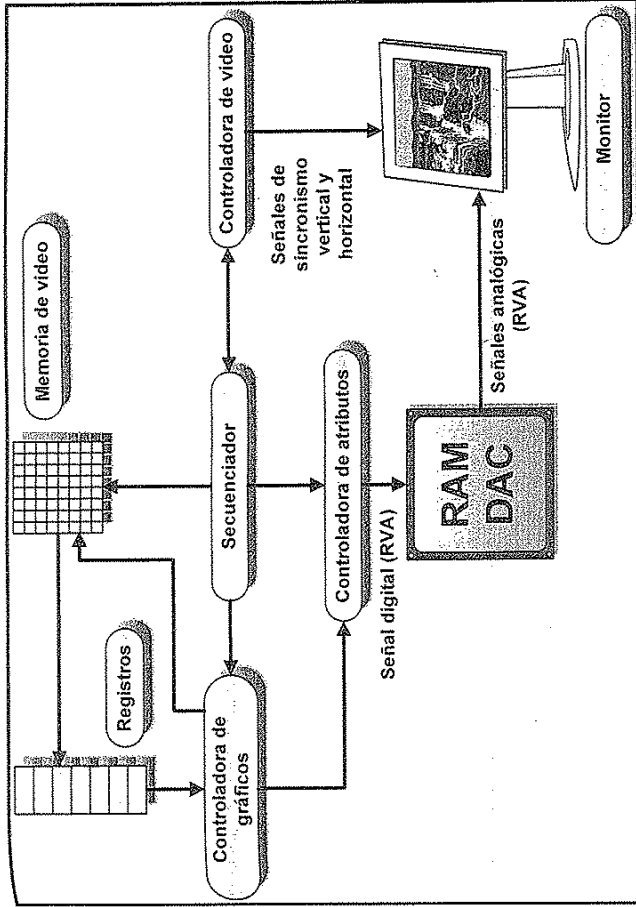 Memoria de video
Registros
Controladora de
gráficos
Secuenciador
Controladora de video
Señales de
sincronismo
vertical y
horizontal
Controladora de atributos
Señal digital (RVA)
RAM
DAC
Señales analógicas
(RVA)
Monitor